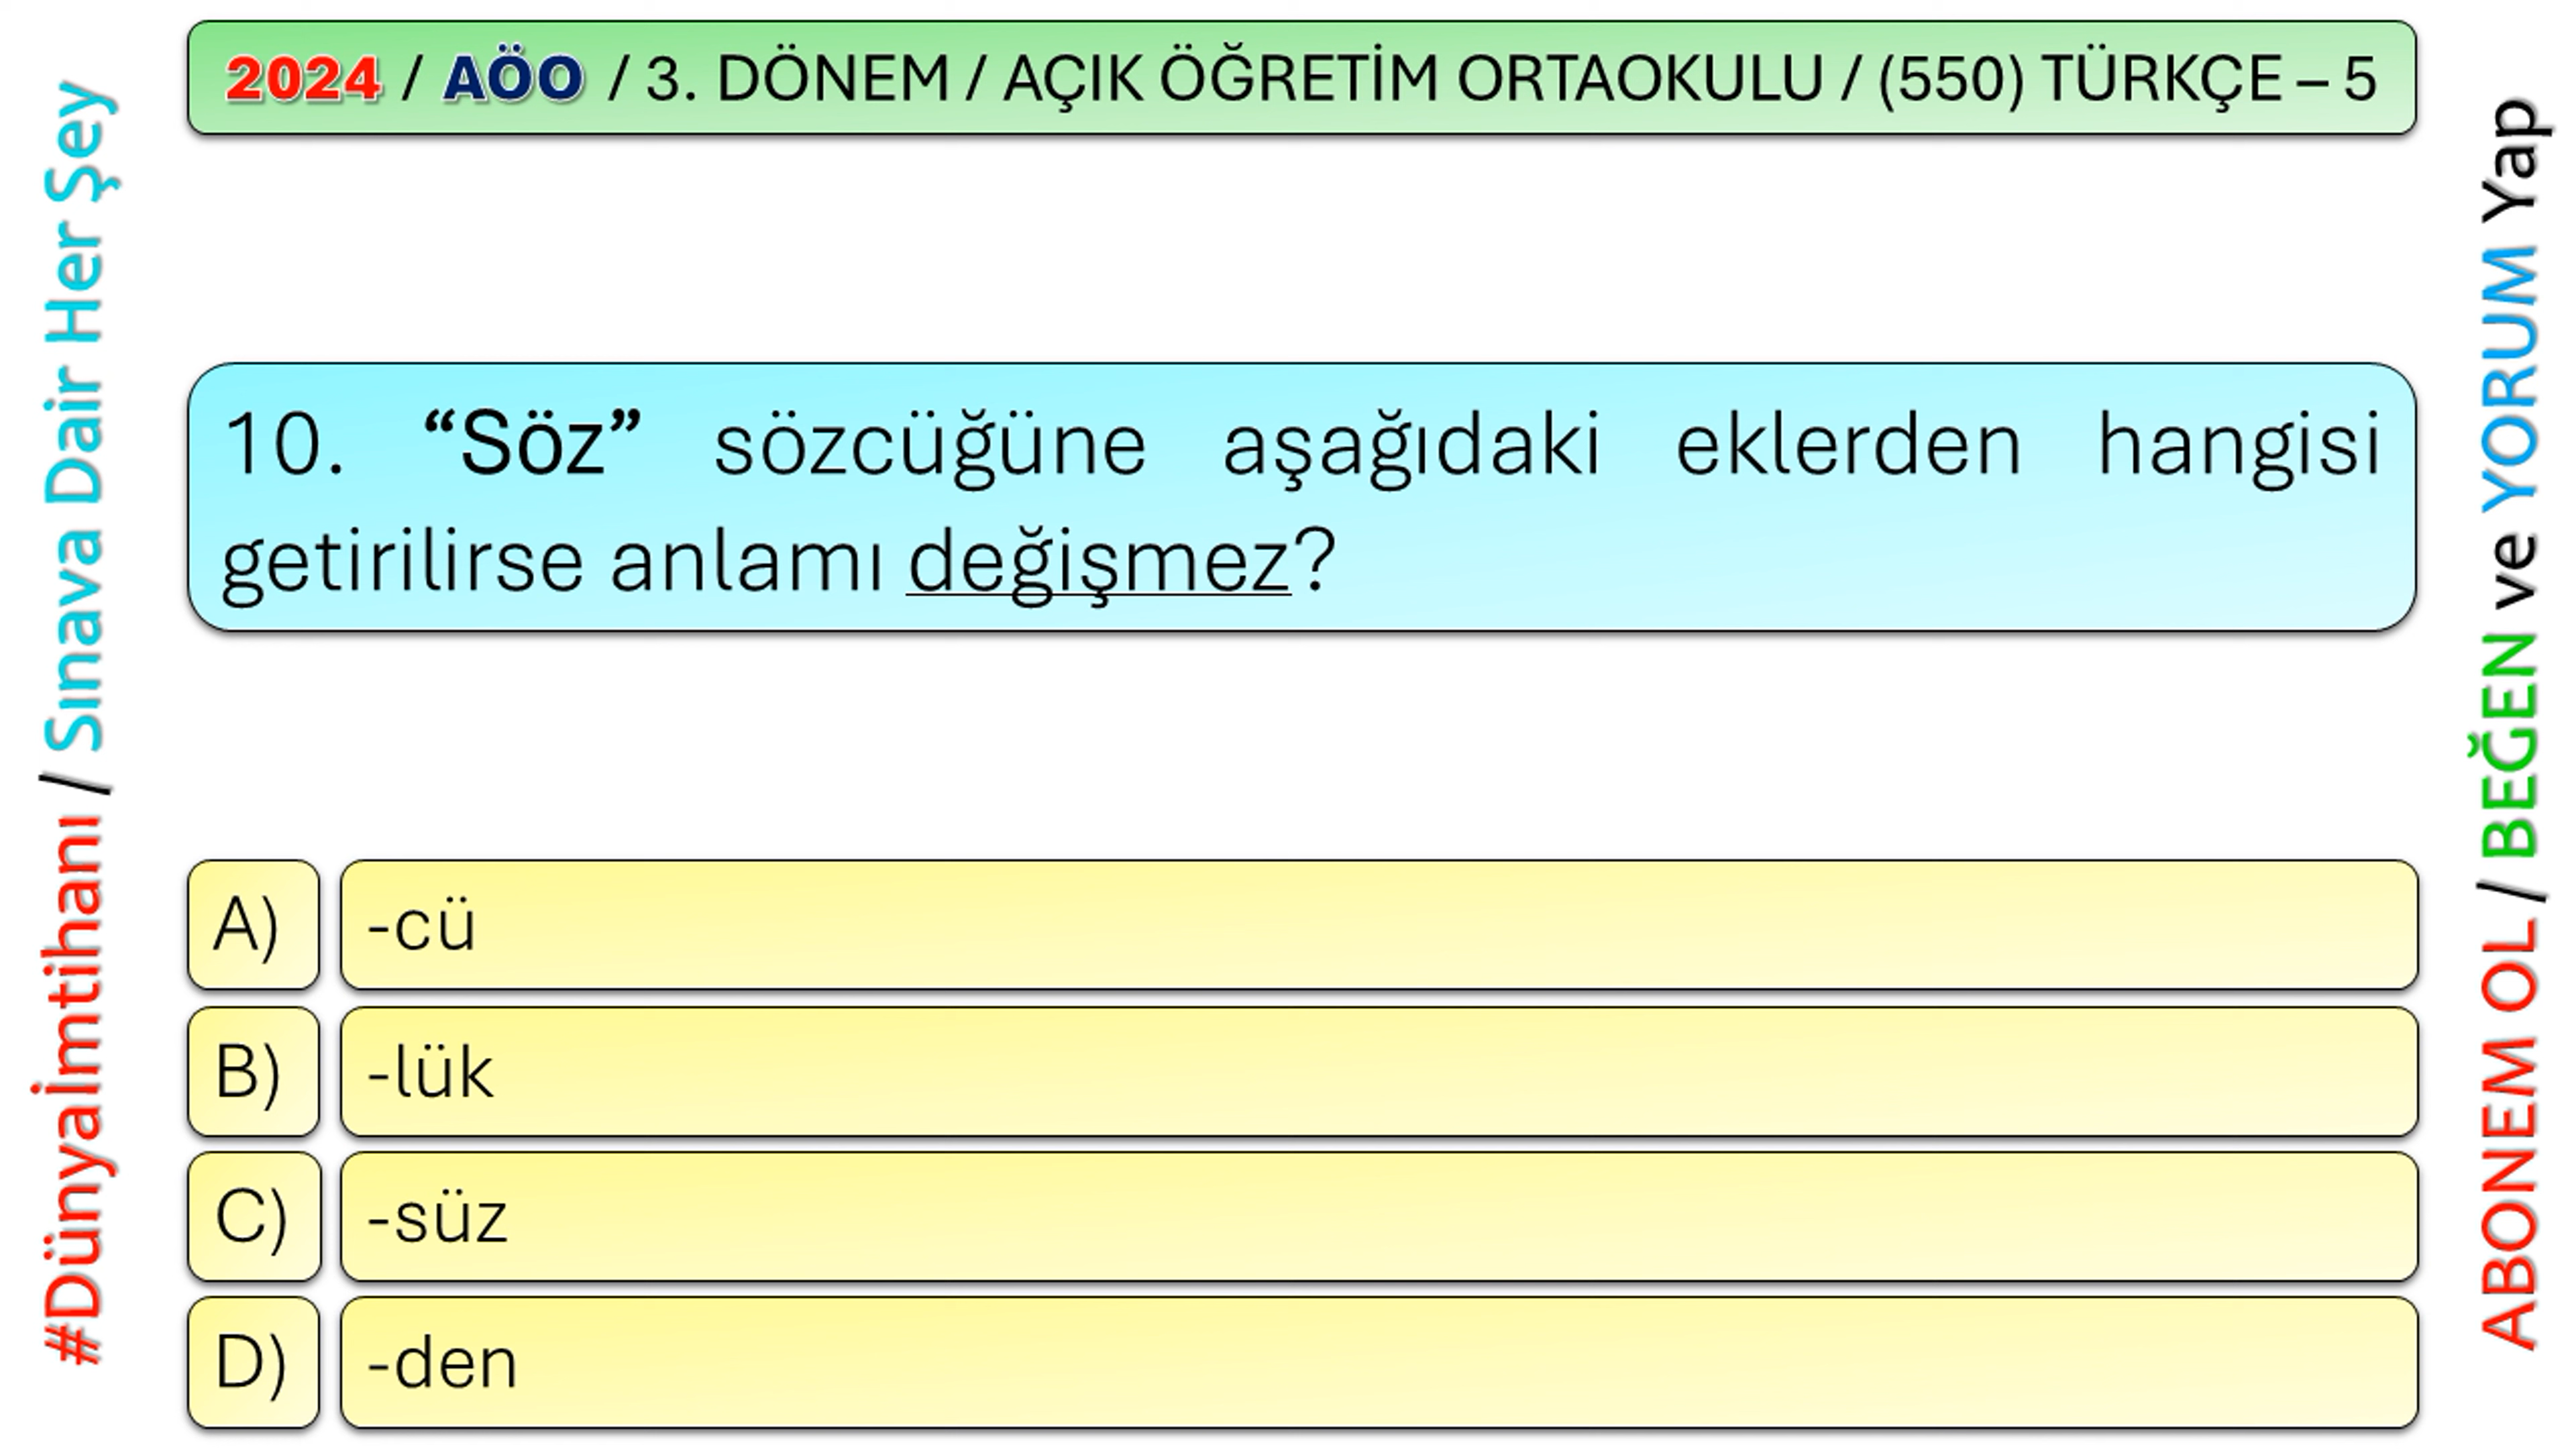 2024 / AÖO / 3. DÖNEM / AÇIK ÖĞRETİM ORTAOKULU / (550) TÜRKÇE – 5
#Dünyaİmtihanı / Sınava Dair Her Şey
10. “Söz” sözcüğüne aşağıdaki eklerden hangisi
getirilirse anlamı değişmez?
A) -cü
B) -lük
C) -süz
D) -den
ABONEM OL / BEĞEN ve YORUM Yap